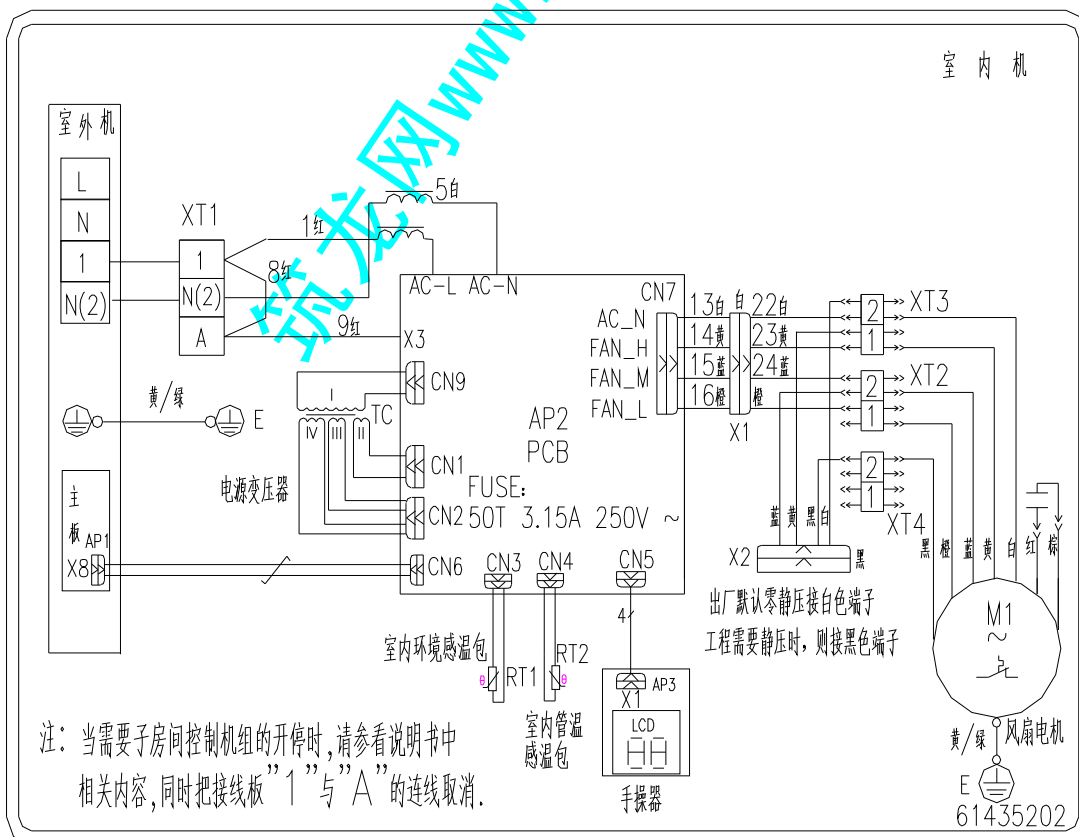 筑龙网www
室内机
室外机
L
N
1
N(2)
XT1
1
N(2)
A
1红
8红
9红
5白
AC-L AC-N
X3
CN7
AC_N
FAN_H
FAN_M
FAN_L
13白
14黄
15蓝
16橙
白
X1
22白
23黄
24蓝
橙
2
1
XT3
2
1
XT2
2
1
XT4
CN9
I
TC
IV III II
CN1
CN2
CN6
电源变压器
AP2
PCB
FUSE:
50T 3.15A 250V ~
黄/绿
E
主板
AP1
X8
CN3
CN4
CN5
4
室内环境感温包
θ
RT1
RT2
θ
室内管温
感温包
X1
AP3
LCD
手操器
蓝 黄 黑 白
X2
黑
出厂默认零静压接白色端子
工程需要静压时，则接黑色端子
黑 橙 蓝 黄 白 红 棕
M1
~
黄/绿
风扇电机
E
61435202
注: 当需要子房间控制机组的开停时,请参看说明书中
相关内容,同时把接线板”1”与”A”的连线取消.